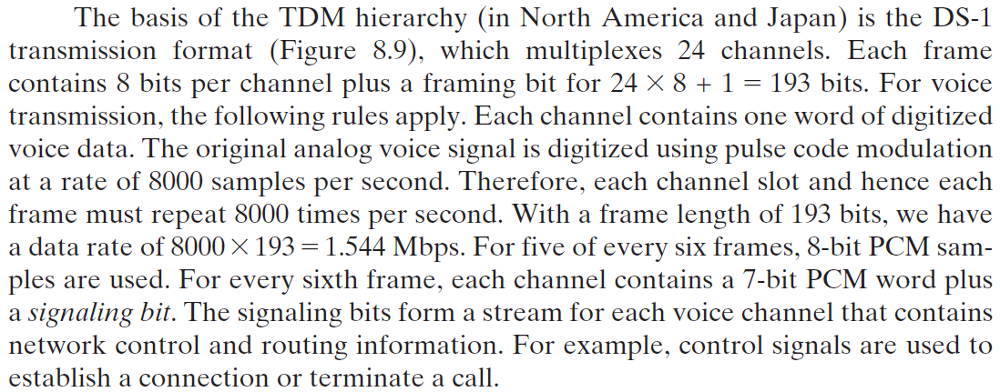 The basis of the TDM hierarchy (in North America and Japan) is the DS-1
transmission format (Figure 8.9), which multiplexes 24 channels. Each frame
contains 8 bits per channel plus a framing bit for 24 × 8 + 1 = 193 bits. For voice
transmission, the following rules apply. Each channel contains one word of digitized
voice data. The original analog voice signal is digitized using pulse code modulation
at a rate of 8000 samples per second. Therefore, each channel slot and hence each
frame must repeat 8000 times per second. With a frame length of 193 bits, we have
a data rate of 8000 × 193 = 1.544 Mbps. For five of every six frames, 8-bit PCM sam-
ples are used. For every sixth frame, each channel contains a 7-bit PCM word plus
a signaling bit. The signaling bits form a stream for each voice channel that contains
network control and routing information. For example, control signals are used to
establish a connection or terminate a call.